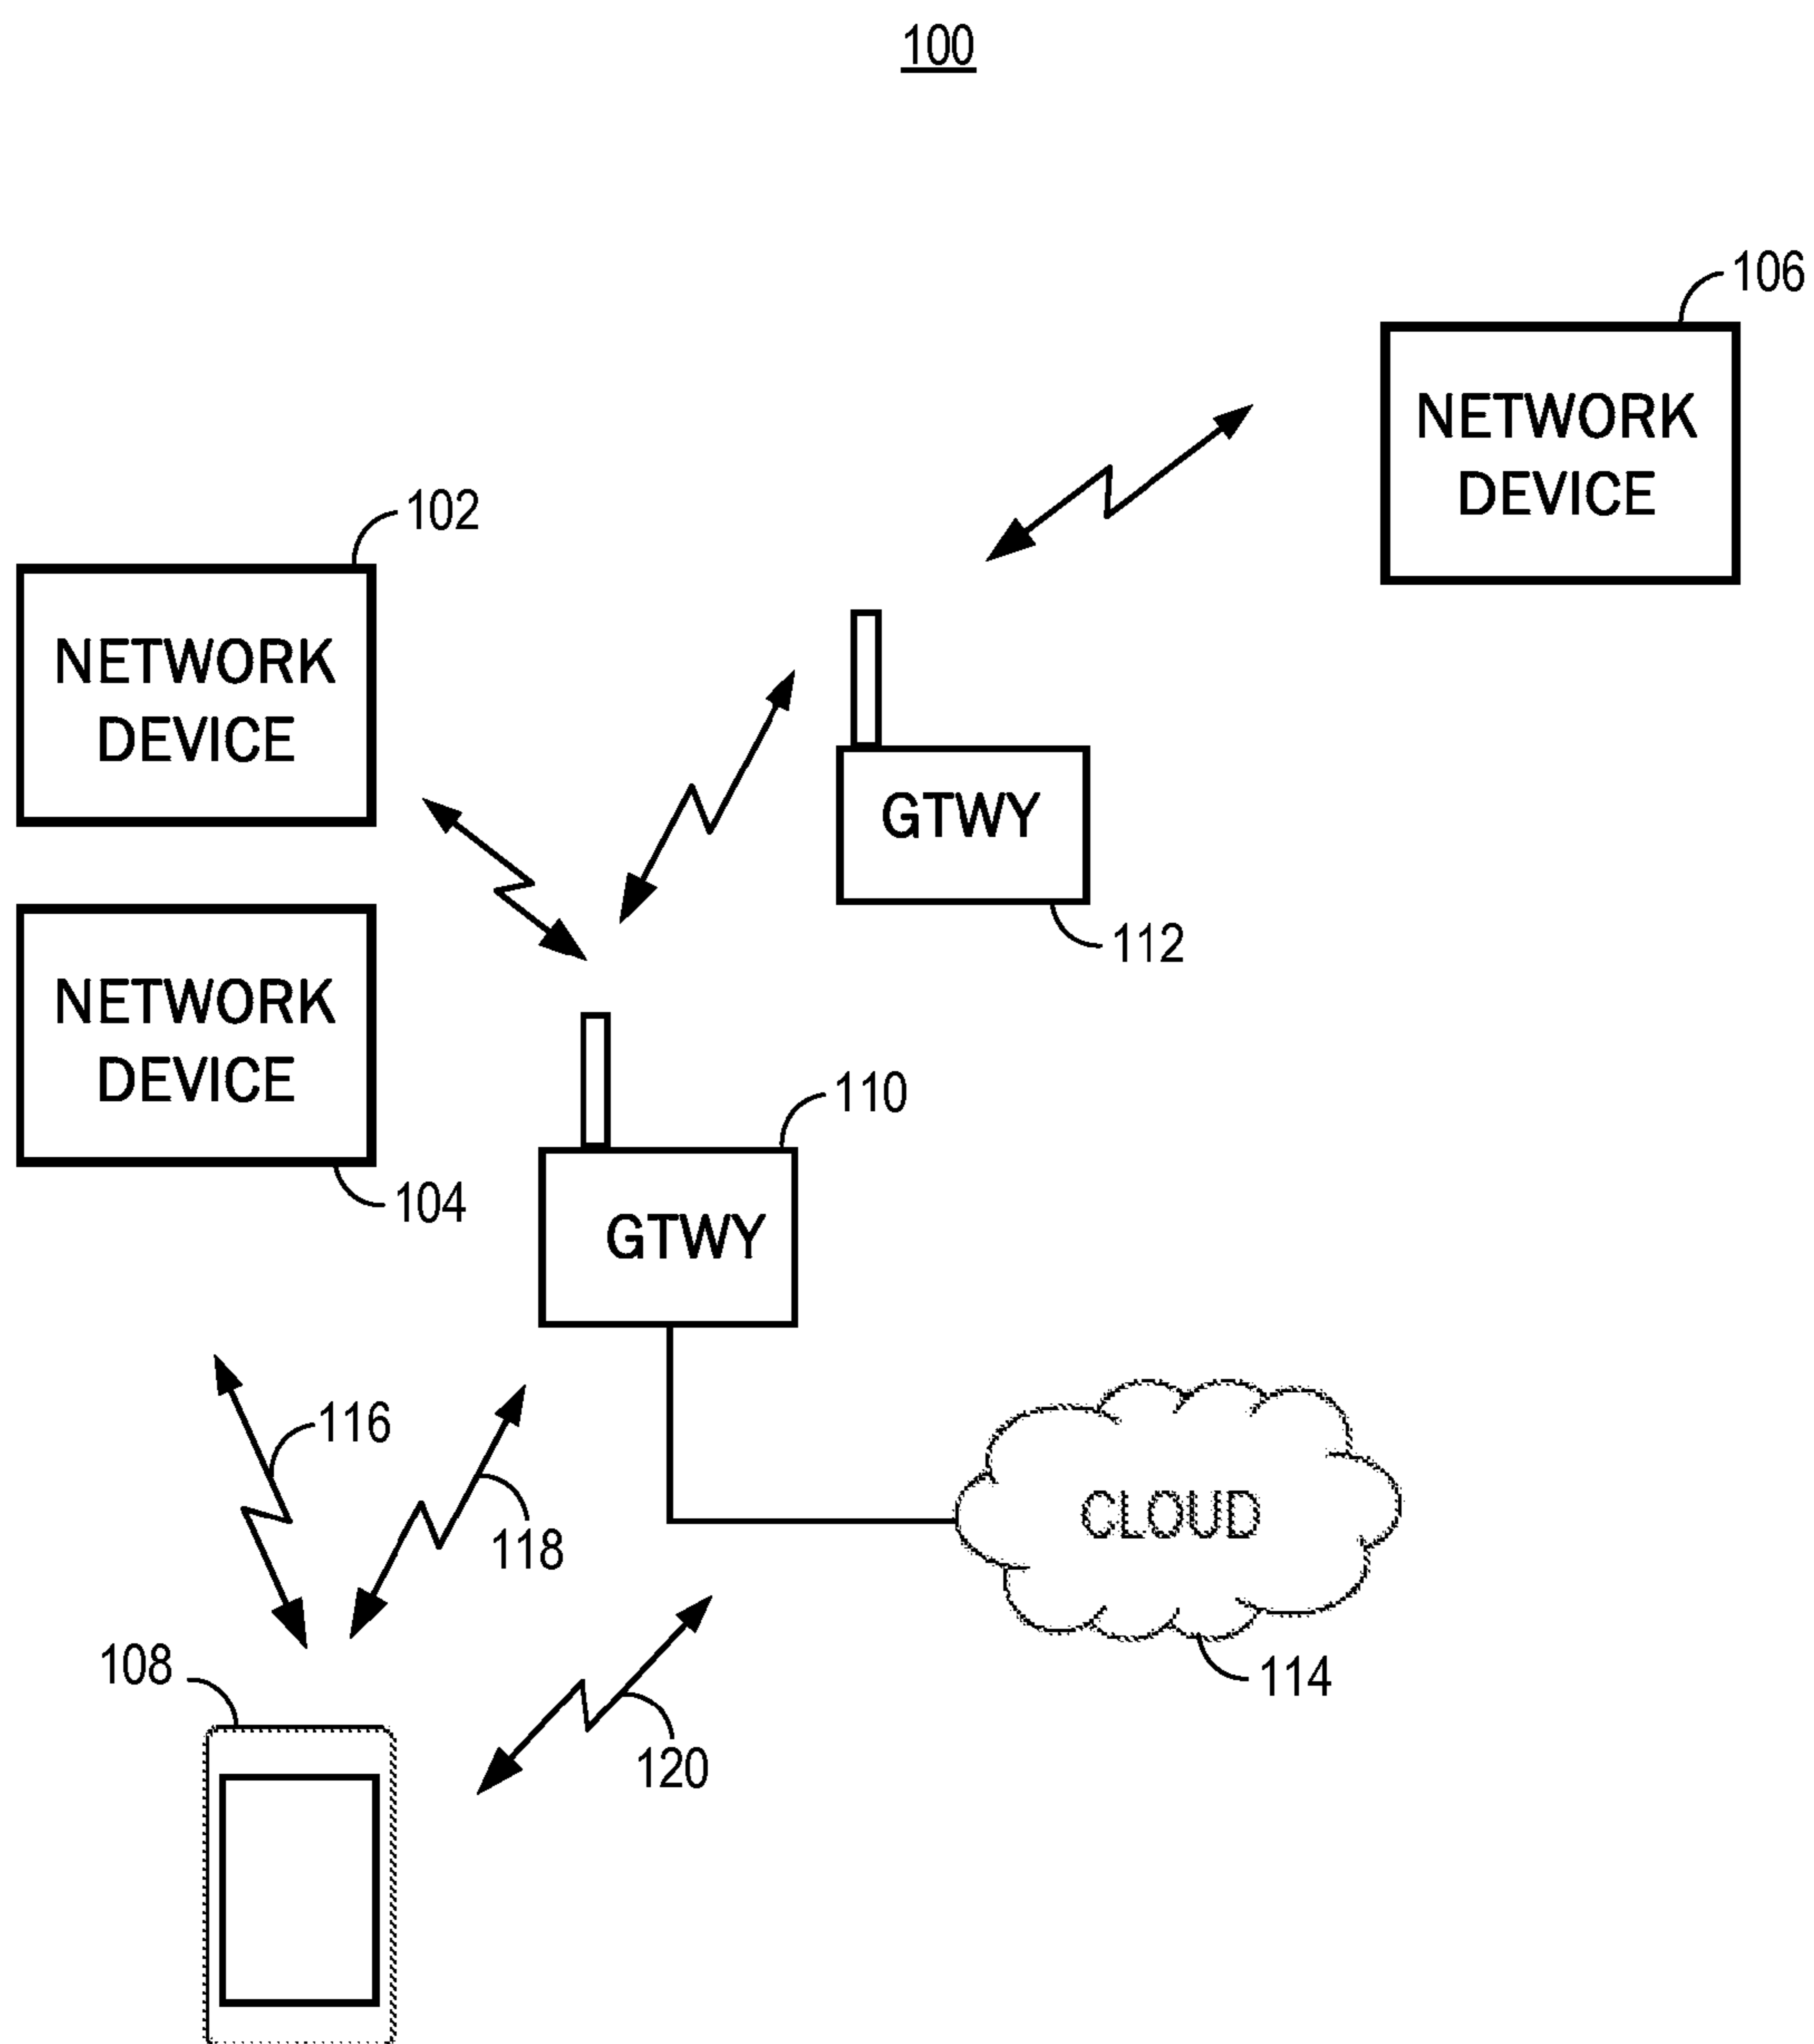 100
106
NETWORK
DEVICE
102
NETWORK
DEVICE
GTWY
112
NETWORK
DEVICE
104
110
GTWY
116
118
CLOUD
114
108
120